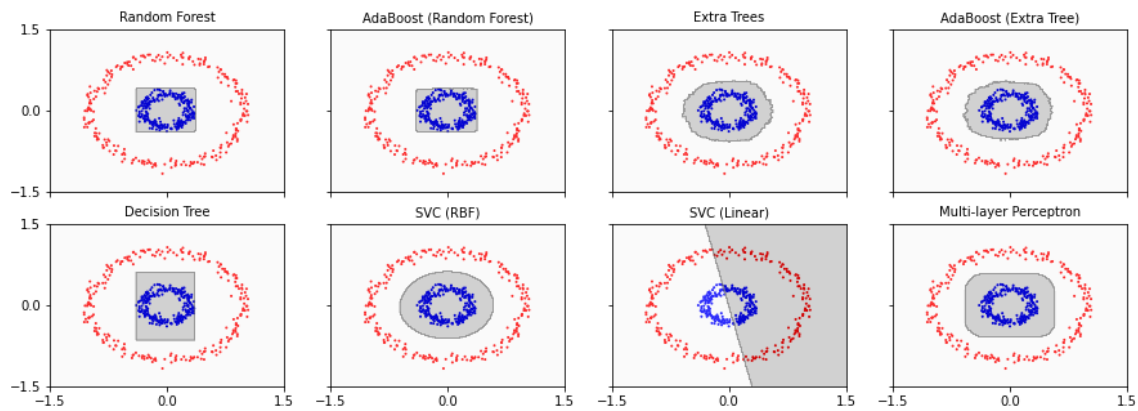 Random Forest
AdaBoost (Random Forest)
Extra Trees
AdaBoost (Extra Tree)
1.5
0.0
−1.5
Decision Tree
SVC (RBF)
SVC (Linear)
Multi-layer Perceptron
1.5
0.0
−1.5
−1.5 0.0 1.5
−1.5 0.0 1.5
−1.5 0.0 1.5
−1.5 0.0 1.5